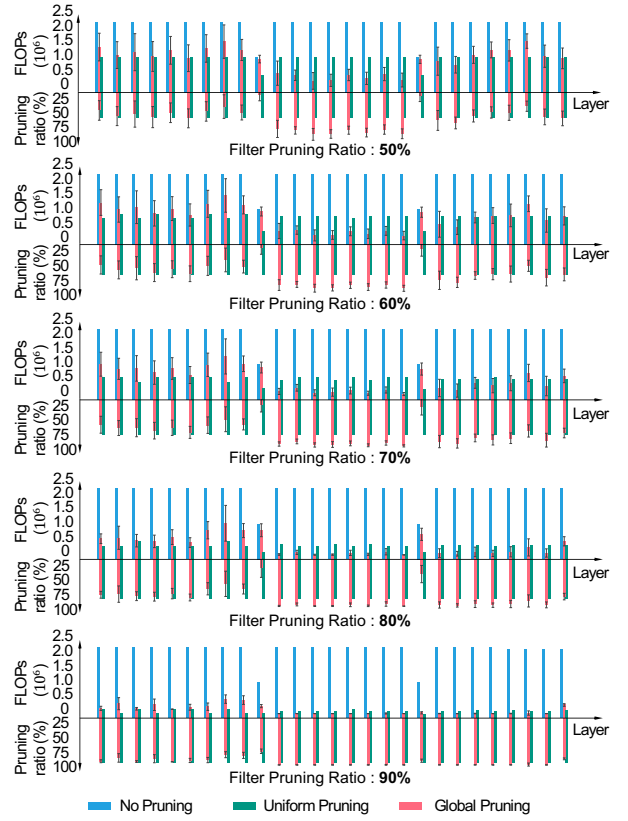 FLOPs
(10⁶)
2.5
2.0
1.5
1.0
0.5
0
25
50
75
100
Pruning
ratio (%)
Layer
Filter Pruning Ratio : 50%
FLOPs
(10⁶)
2.5
2.0
1.5
1.0
0.5
0
25
50
75
100
Pruning
ratio (%)
Layer
Filter Pruning Ratio : 60%
FLOPs
(10⁶)
2.5
2.0
1.5
1.0
0.5
0
25
50
75
100
Pruning
ratio (%)
Layer
Filter Pruning Ratio : 70%
FLOPs
(10⁶)
2.5
2.0
1.5
1.0
0.5
0
25
50
75
100
Pruning
ratio (%)
Layer
Filter Pruning Ratio : 80%
FLOPs
(10⁶)
2.5
2.0
1.5
1.0
0.5
0
25
50
75
100
Pruning
ratio (%)
Layer
Filter Pruning Ratio : 90%
No Pruning
Uniform Pruning
Global Pruning